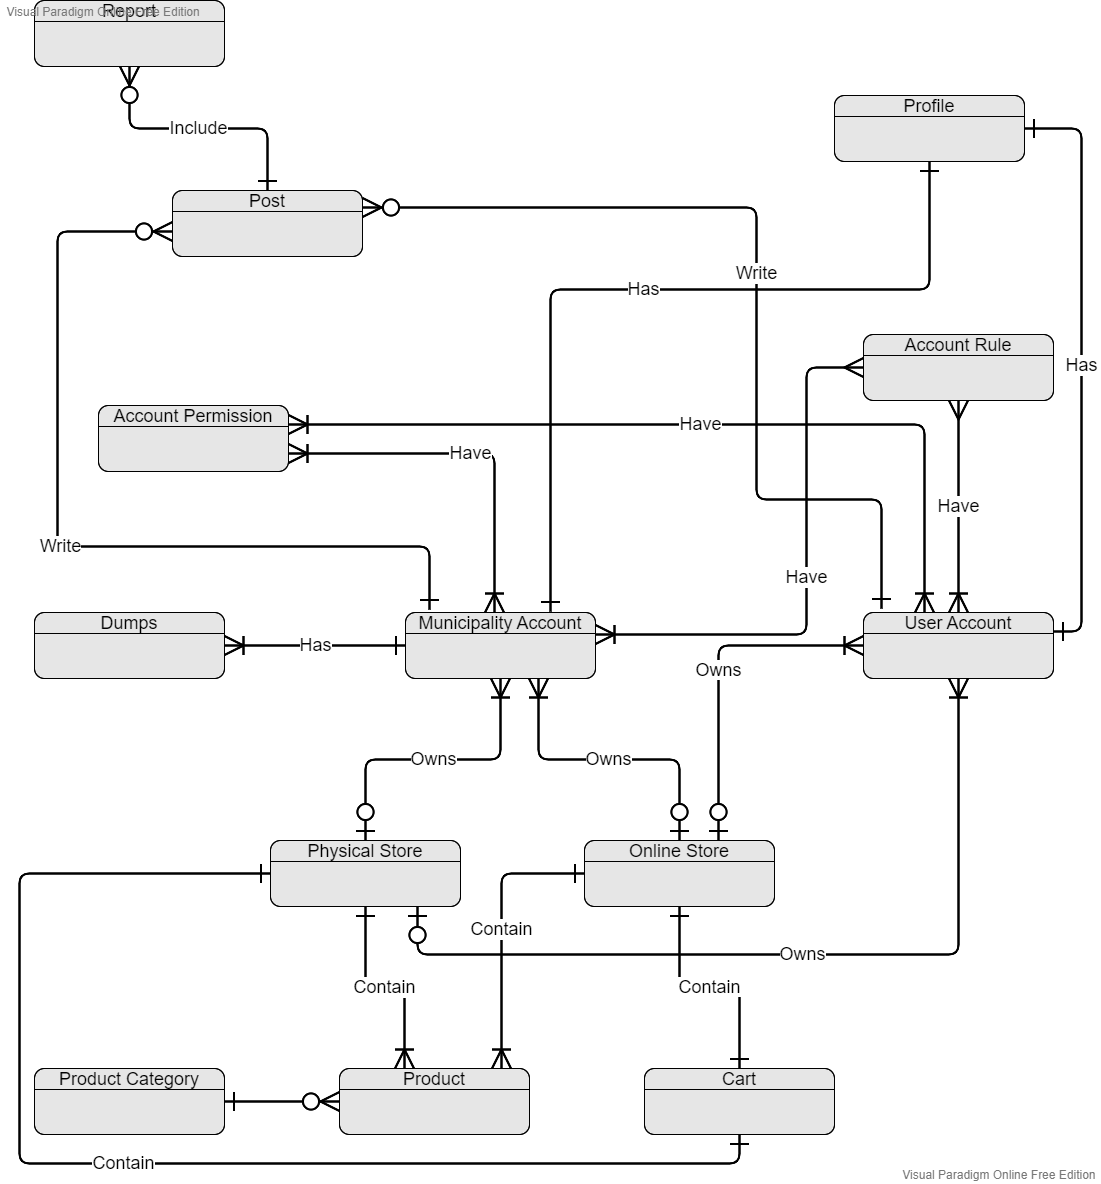 Visual Paradigm Online Free Edition
Report
Include
Profile
Post
Write
Has
Account Rule
Has
Account Permission
Have
Have
Have
Write
Have
Dumps
Has
Municipality Account
User Account
Owns
Owns
Owns
Physical Store
Online Store
Contain
Owns
Contain
Contain
Product Category
Product
Cart
Contain
Visual Paradigm Online Free Edition